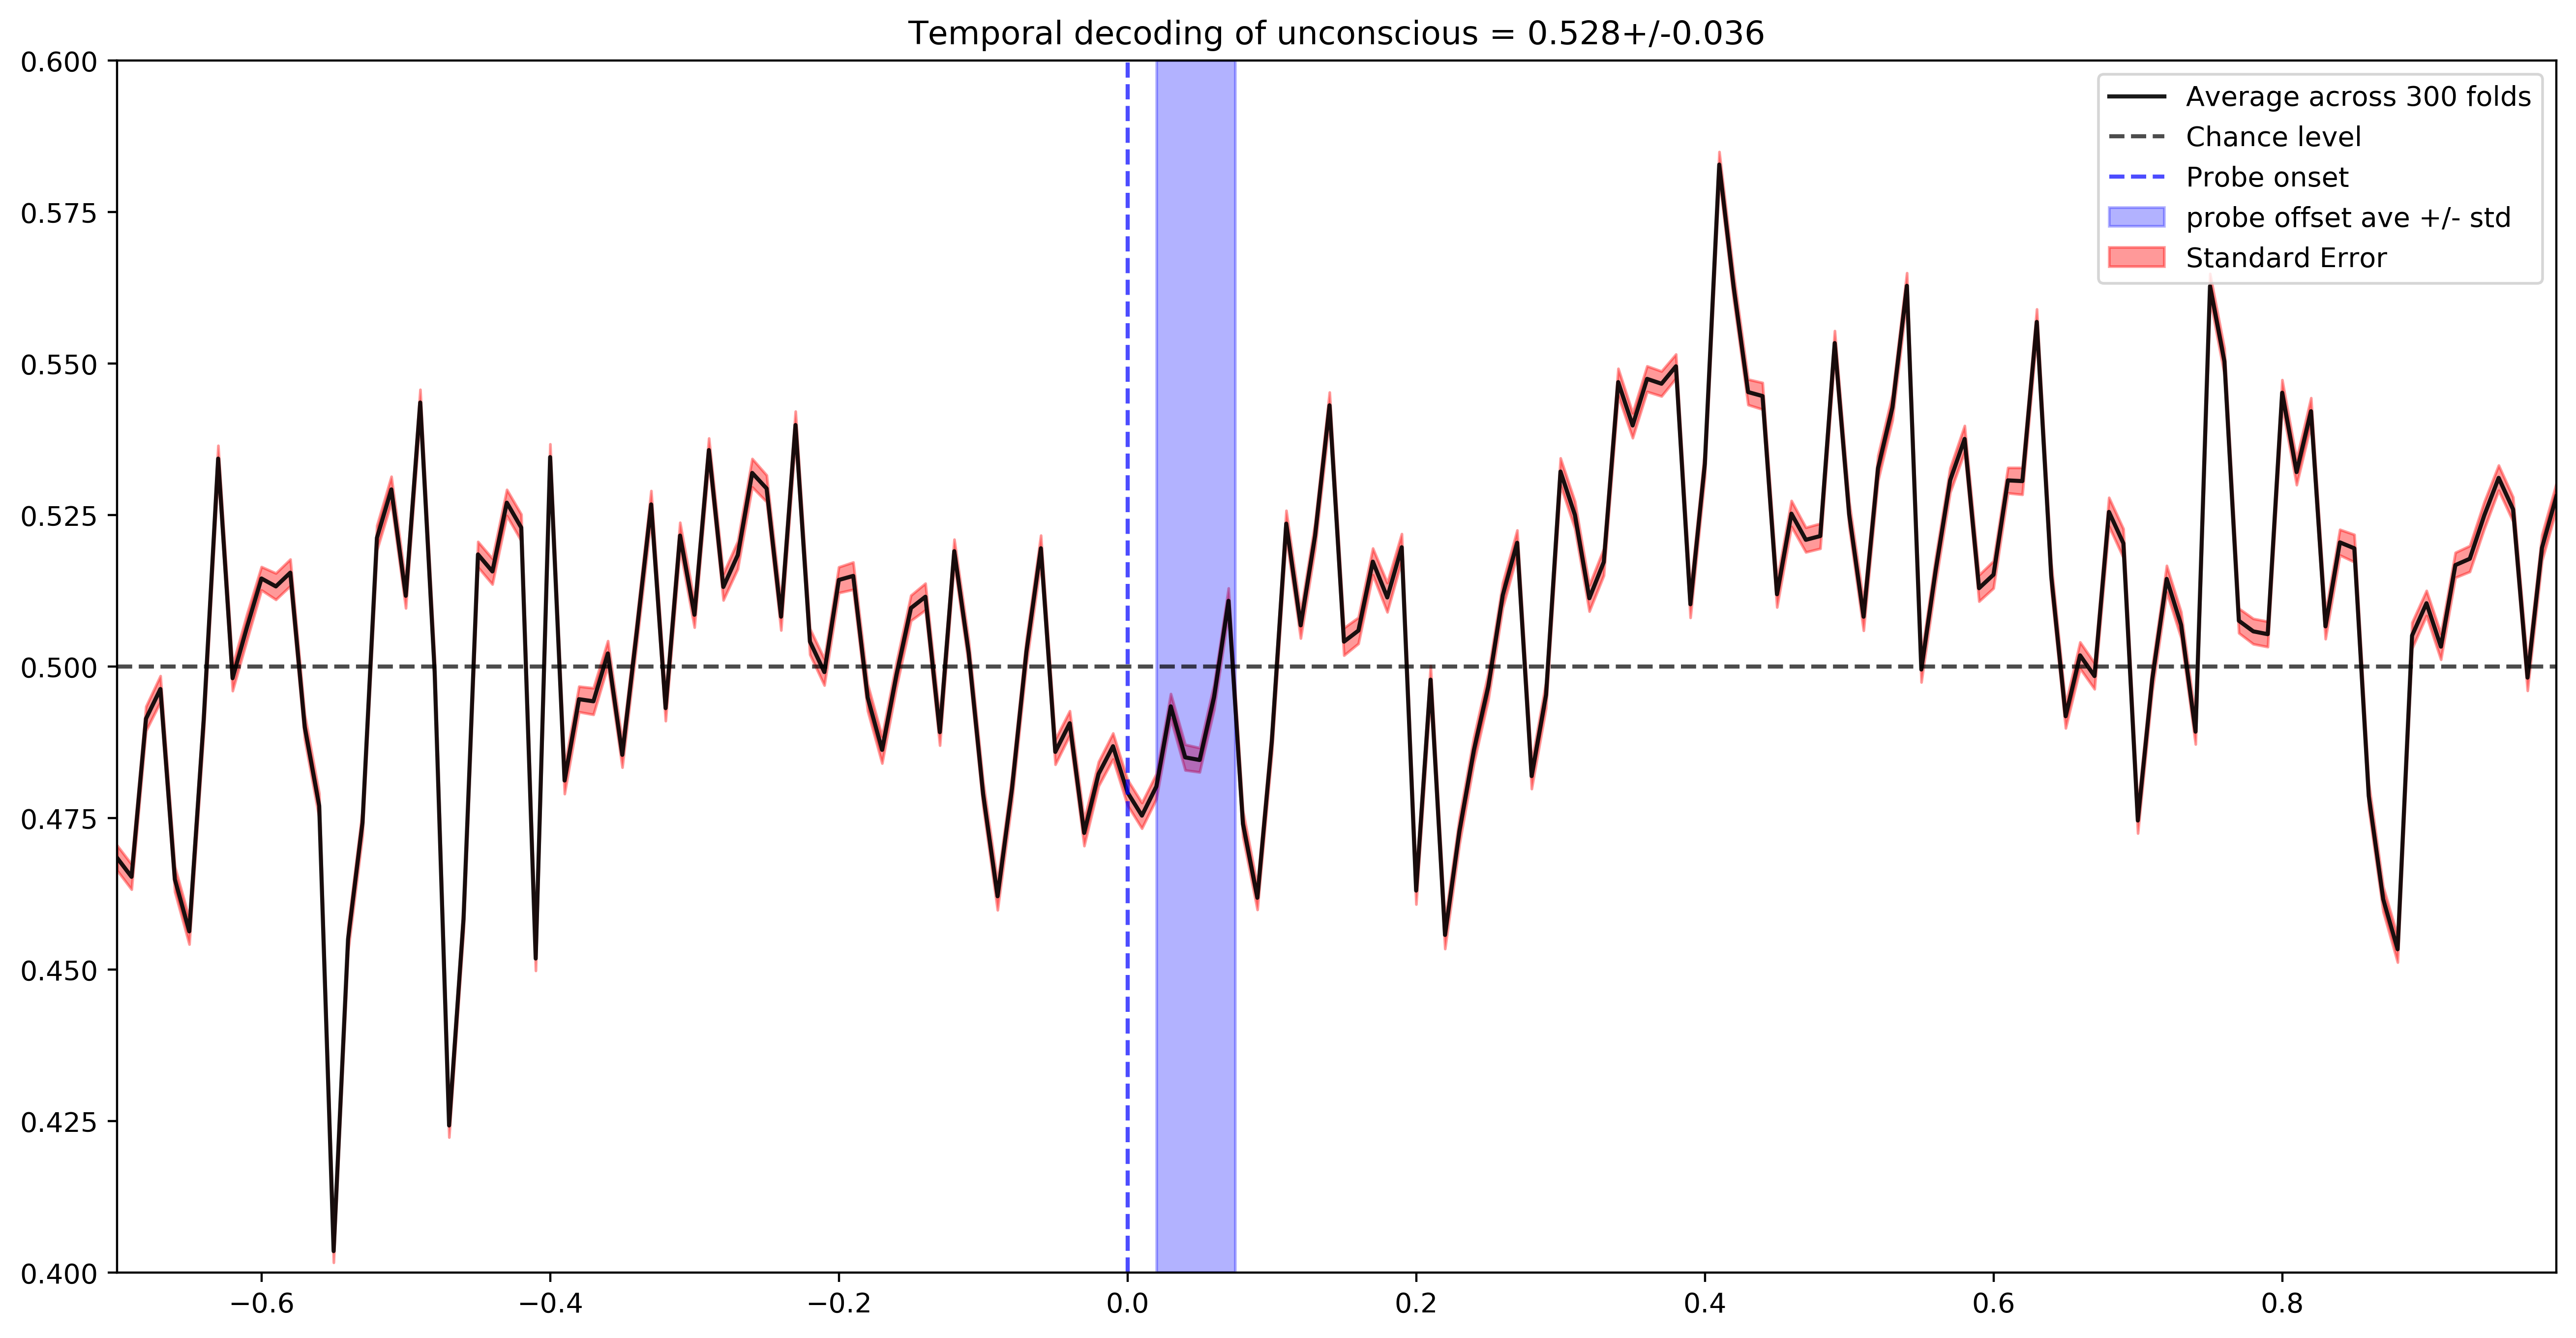 Temporal decoding of unconscious = 0.528+/-0.036
0.600
0.575
0.550
0.525
0.500
0.475
0.450
0.425
0.400
Average across 300 folds
Chance level
Probe onset
probe offset ave +/- std
Standard Error
−0.6
−0.4
−0.2
0.0
0.2
0.4
0.6
0.8